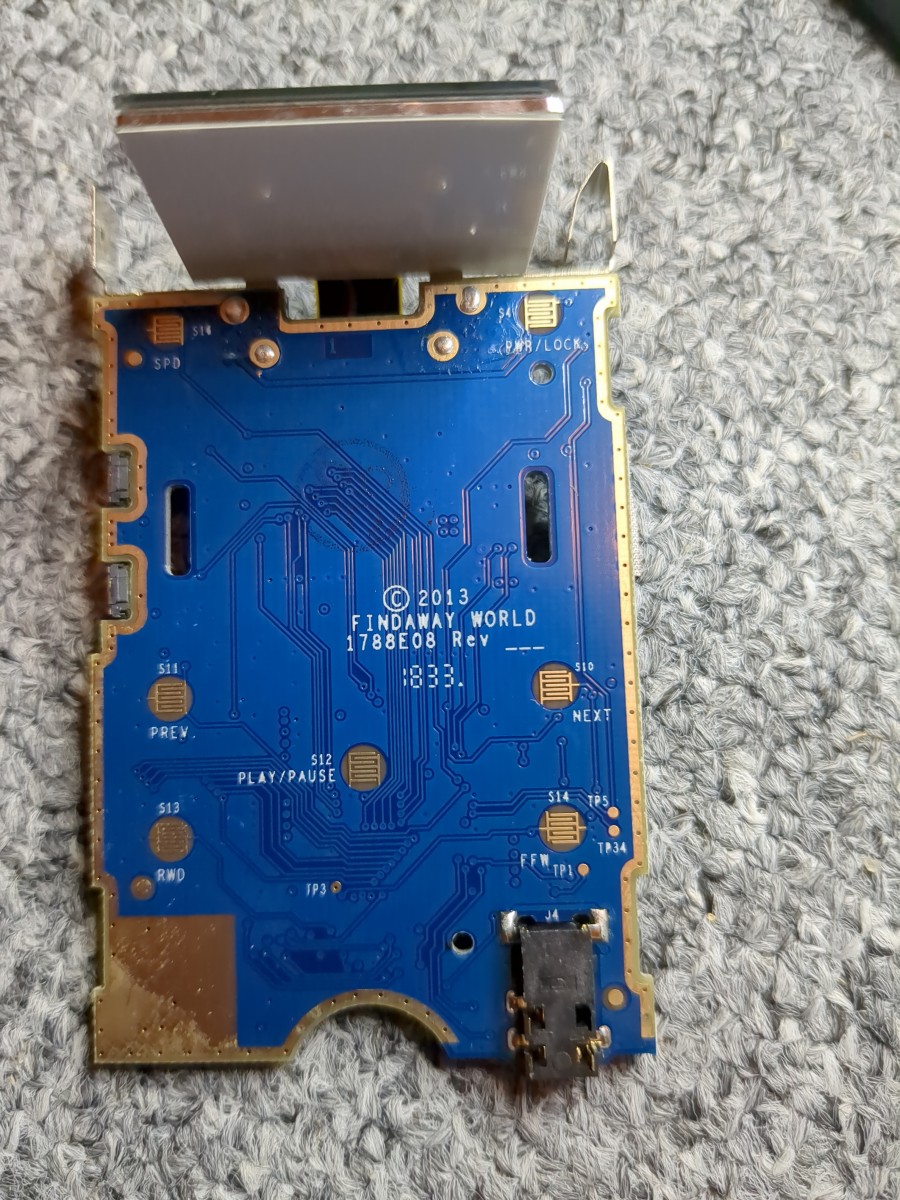 S4
PWR/LOCK
SPD
© 2013
FINDAWAY WORLD
1788E08 Rev ___
1833.
S11
PREV
S10
NEXT
S12
PLAY/PAUSE
S13
RWD
S14
FFW
TP5
TP34
TP1
TP3
J4